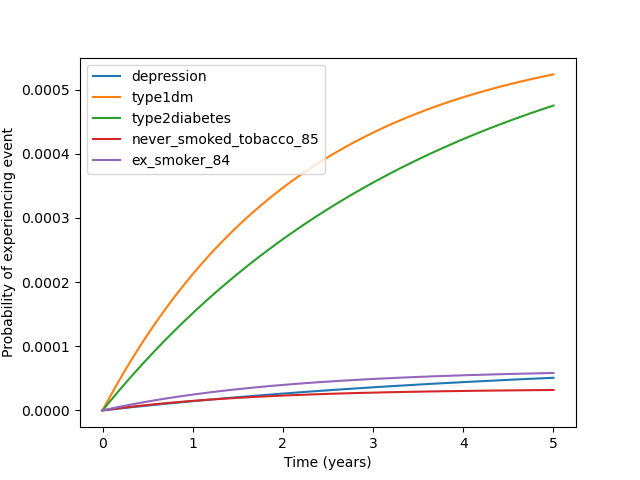 depression
type1dm
type2diabetes
never_smoked_tobacco_85
ex_smoker_84
Probability of experiencing event
0.0005
0.0004
0.0003
0.0002
0.0001
0.0000
0 1 2 3 4 5
Time (years)